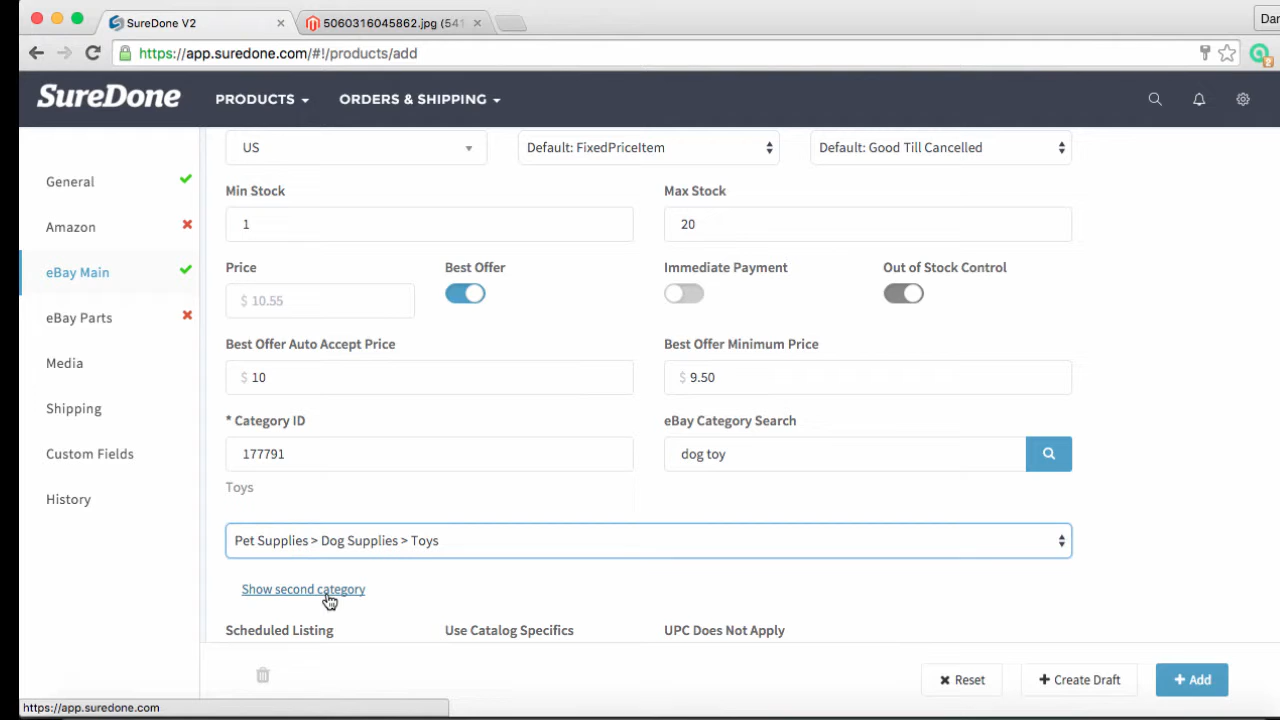 SureDone V2
5060316045862.jpg (541
Dar
https://app.suredone.com/#!/products/add
SureDone
PRODUCTS
ORDERS & SHIPPING
US
Default: FixedPriceItem
Default: Good Till Cancelled
General
Amazon
eBay Main
eBay Parts
Media
Shipping
Custom Fields
History
Min Stock
Max Stock
1
20
Price
Best Offer
Immediate Payment
Out of Stock Control
$ 10.55
Best Offer Auto Accept Price
Best Offer Minimum Price
$ 10
$ 9.50
* Category ID
eBay Category Search
177791
dog toy
Toys
Pet Supplies > Dog Supplies > Toys
Show second category
Scheduled Listing
Use Catalog Specifics
UPC Does Not Apply
Reset
Create Draft
Add
https://app.suredone.com